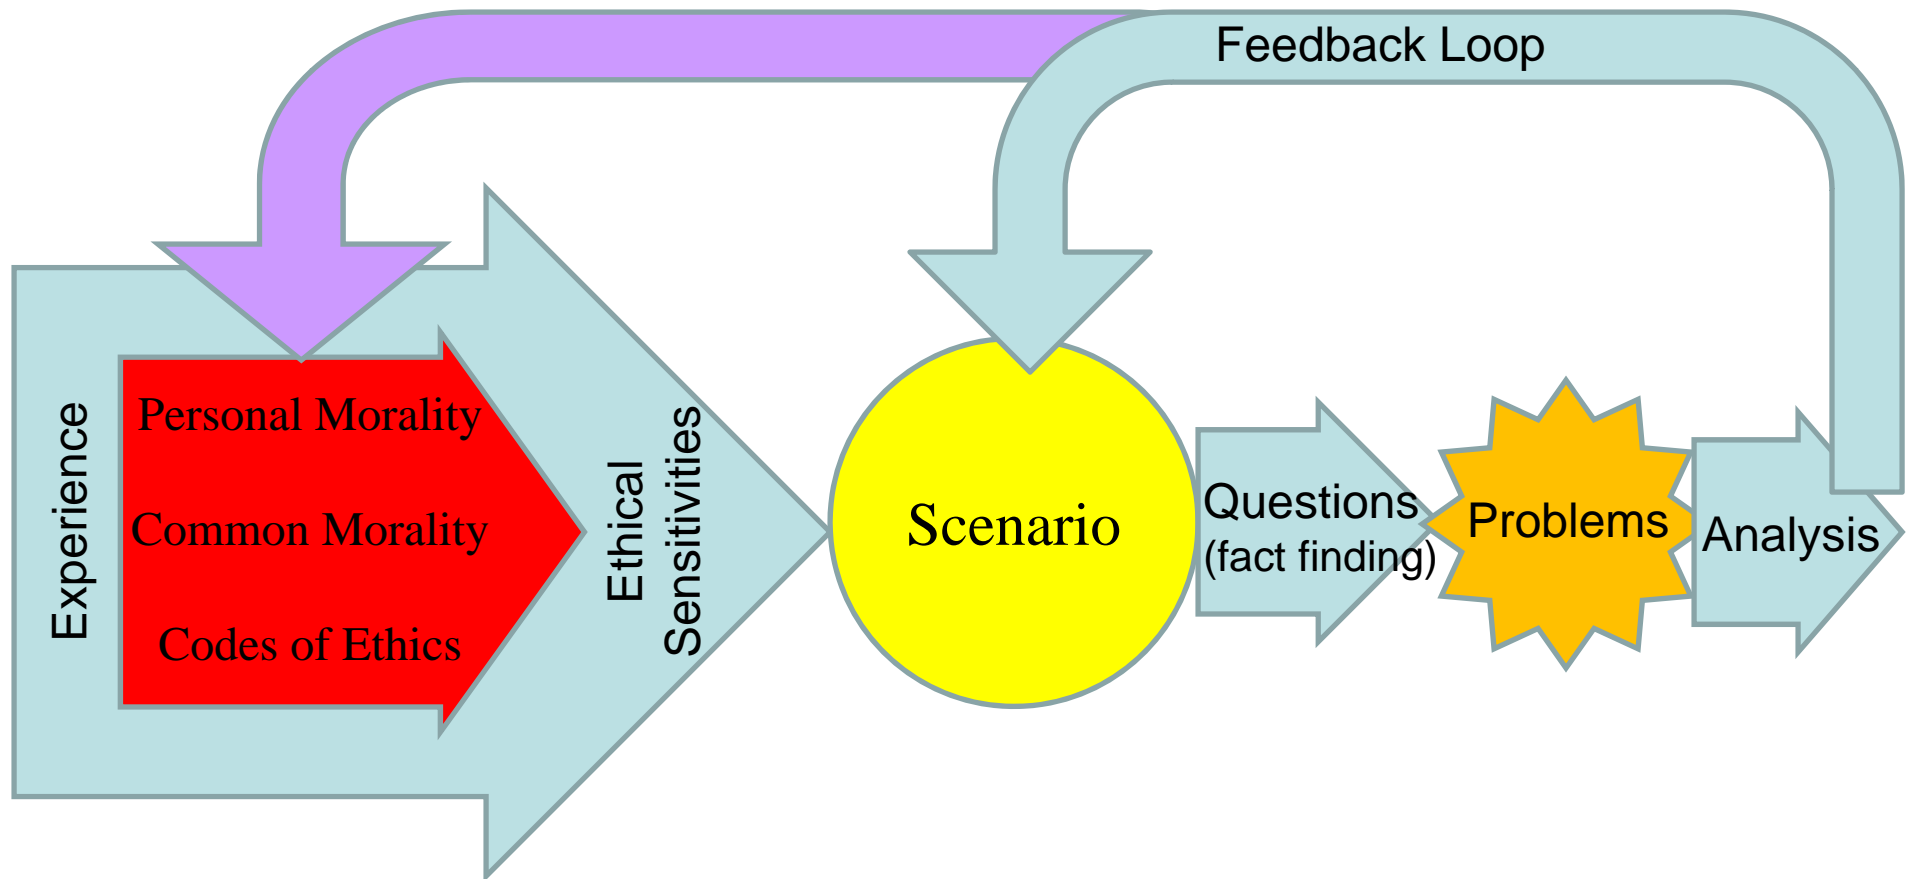 Feedback Loop
Experience
Personal Morality
Common Morality
Codes of Ethics
Ethical
Sensitivities
Scenario
Questions
(fact finding)
Problems
Analysis